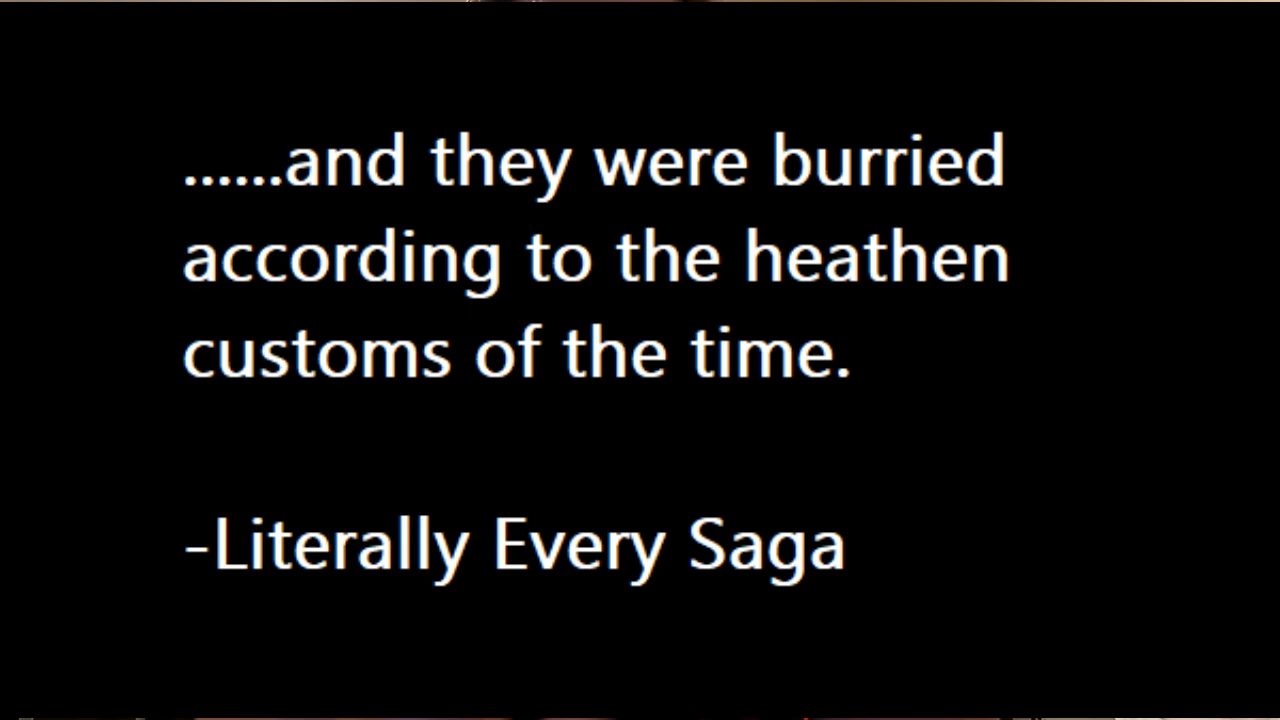 ......and they were burried
according to the heathen
customs of the time.
-Literally Every Saga